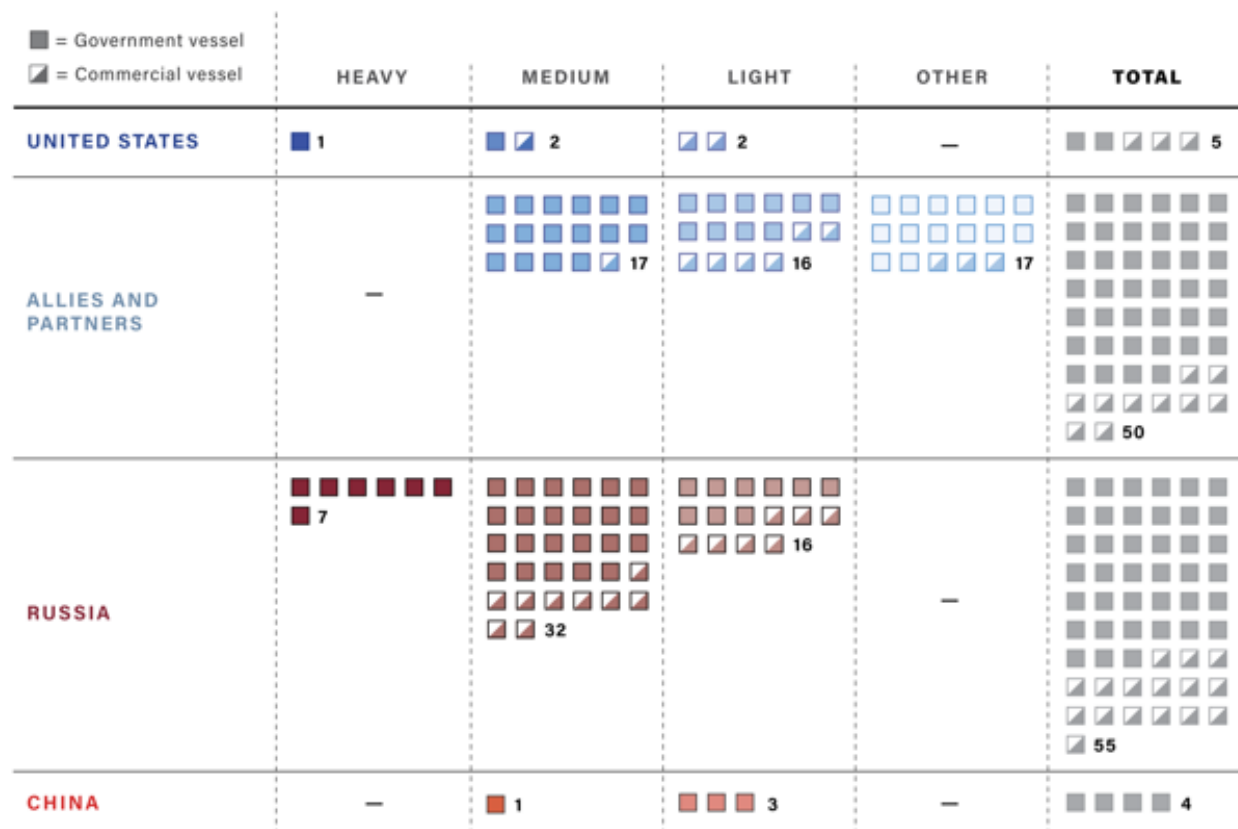 = Government vessel
= Commercial vessel
HEAVY MEDIUM LIGHT OTHER TOTAL
UNITED STATES 1 2 2 — 5
17 16 17
ALLIES AND
PARTNERS
—
50
7
16
RUSSIA
—
32
55
CHINA — 1 3 — 4